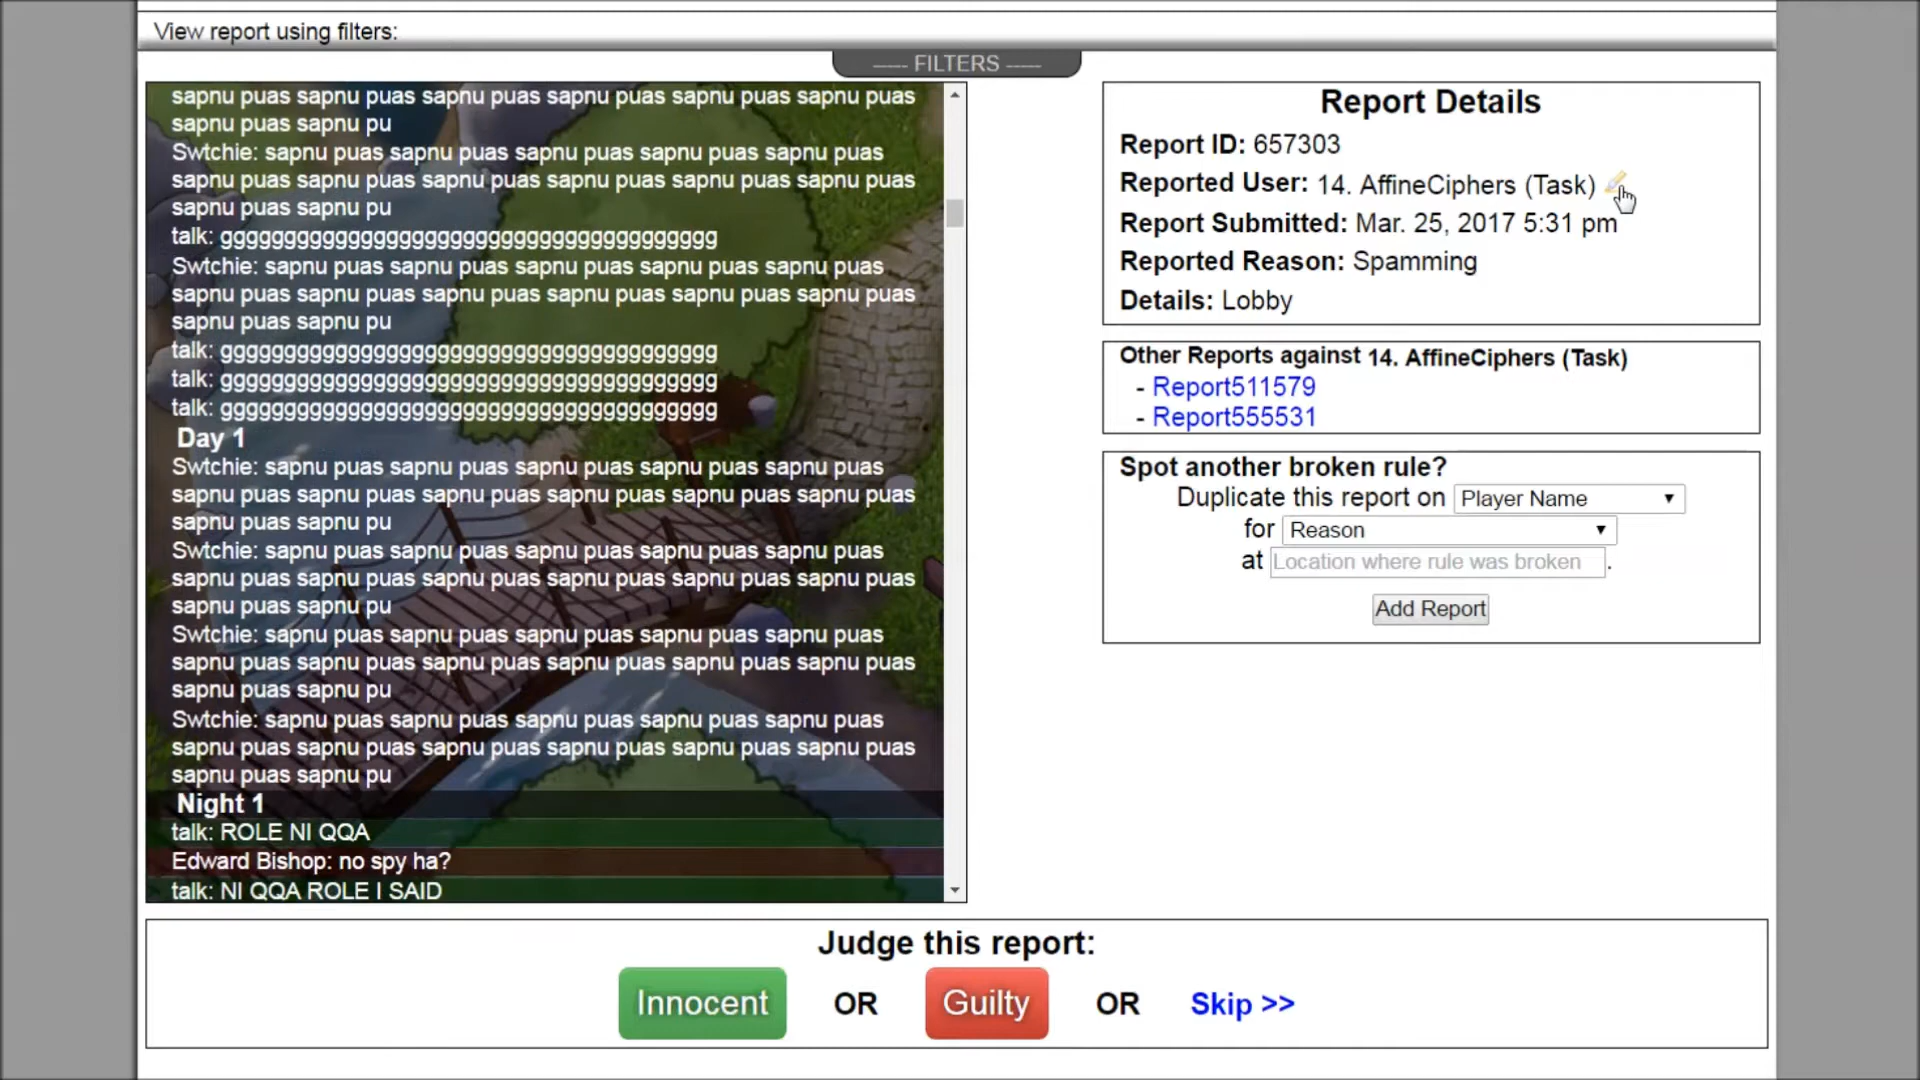 View report using filters:
----- FILTERS -----
sapnu puas sapnu puas sapnu puas sapnu puas sapnu puas sapnu puas
sapnu puas sapnu pu
Swtchie: sapnu puas sapnu puas sapnu puas sapnu puas sapnu puas
sapnu puas sapnu puas sapnu puas sapnu puas sapnu puas sapnu puas
sapnu puas sapnu pu
talk: ggggggggggggggggggggggggggggggggggggggg
Swtchie: sapnu puas sapnu puas sapnu puas sapnu puas sapnu puas
sapnu puas sapnu puas sapnu puas sapnu puas sapnu puas sapnu puas
sapnu puas sapnu pu
talk: ggggggggggggggggggggggggggggggggggggggg
talk: ggggggggggggggggggggggggggggggggggggggg
talk: ggggggggggggggggggggggggggggggggggggggg
Day 1
Swtchie: sapnu puas sapnu puas sapnu puas sapnu puas sapnu puas
sapnu puas sapnu puas sapnu puas sapnu puas sapnu puas sapnu puas
sapnu puas sapnu pu
Swtchie: sapnu puas sapnu puas sapnu puas sapnu puas sapnu puas
sapnu puas sapnu puas sapnu puas sapnu puas sapnu puas sapnu puas
sapnu puas sapnu pu
Swtchie: sapnu puas sapnu puas sapnu puas sapnu puas sapnu puas
sapnu puas sapnu puas sapnu puas sapnu puas sapnu puas sapnu puas
sapnu puas sapnu pu
Swtchie: sapnu puas sapnu puas sapnu puas sapnu puas sapnu puas
sapnu puas sapnu puas sapnu puas sapnu puas sapnu puas sapnu puas
sapnu puas sapnu pu
Night 1
talk: ROLE NI QQA
Edward Bishop: no spy ha?
talk: NI QQA ROLE I SAID
Report Details
Report ID: 657303
Reported User: 14. AffineCiphers (Task)
Report Submitted: Mar. 25, 2017 5:31 pm
Reported Reason: Spamming
Details: Lobby
Other Reports against 14. AffineCiphers (Task)
- Report511579
- Report555531
Spot another broken rule?
Duplicate this report on Player Name
for Reason
at Location where rule was broken .
Add Report
Judge this report:
Innocent OR Guilty OR Skip >>